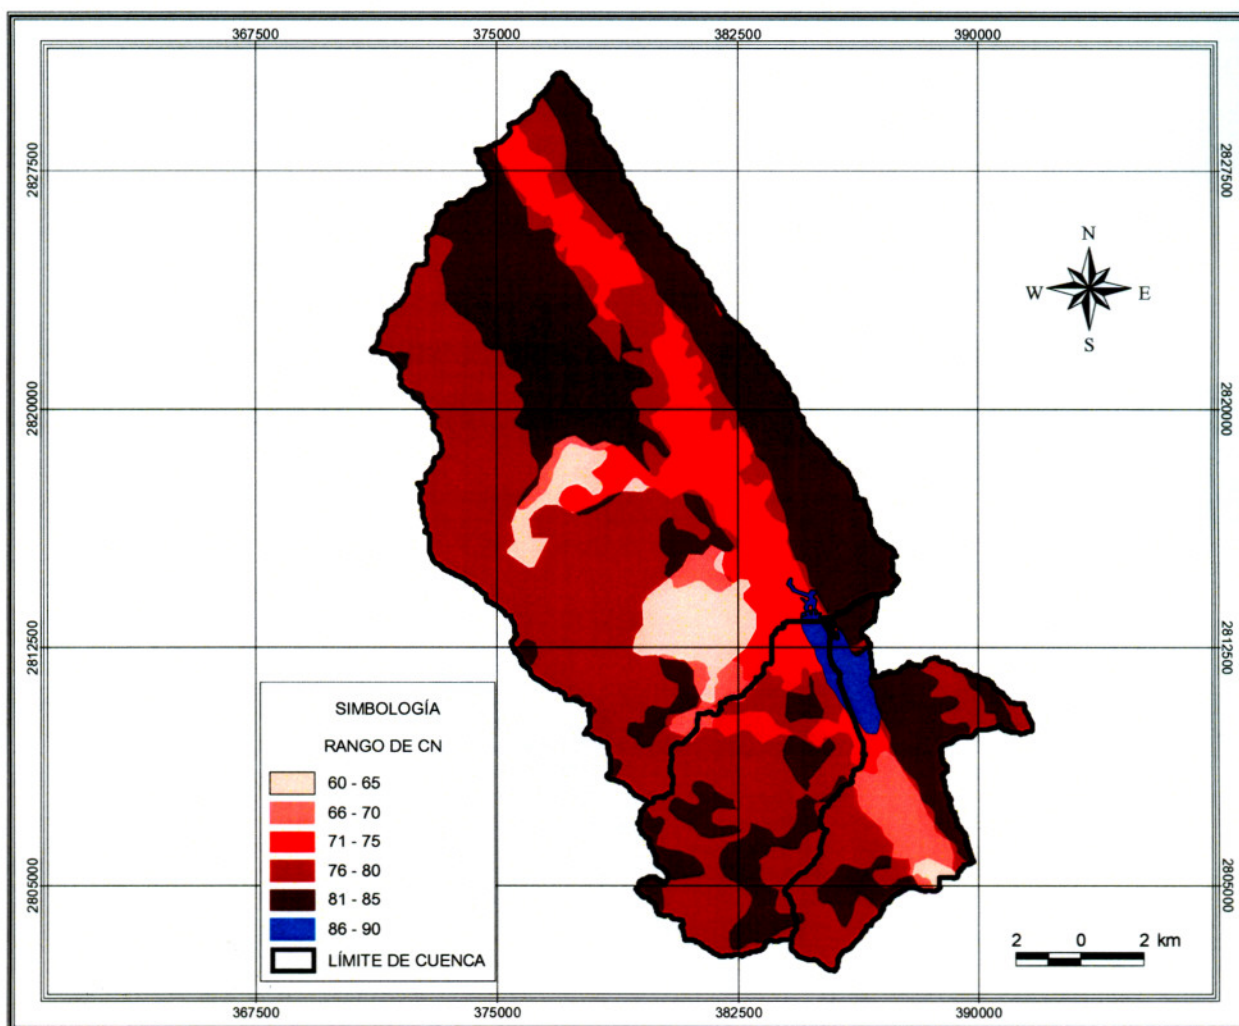 367500 375000 382500 390000
2827500 2827500
N
W E
S
2820000 2820000
2812500 2812500
SIMBOLOGÍA
RANGO DE CN
60 - 65
66 - 70
71 - 75
76 - 80
81 - 85
86 - 90
LÍMITE DE CUENCA
2805000 2805000
2 0 2 km
367500 375000 382500 390000